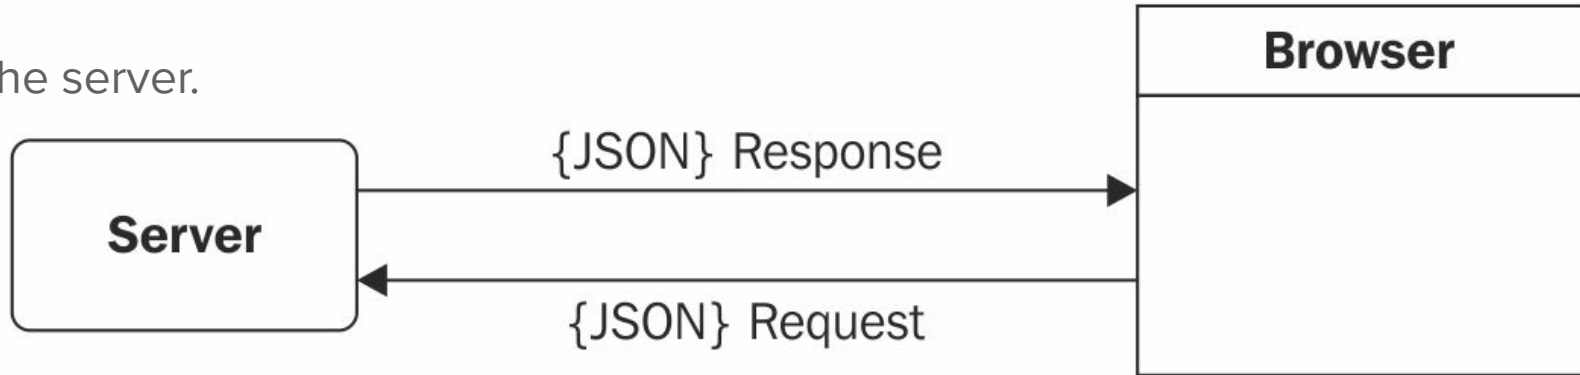 he server.
Browser
{JSON} Response
Server
{JSON} Request